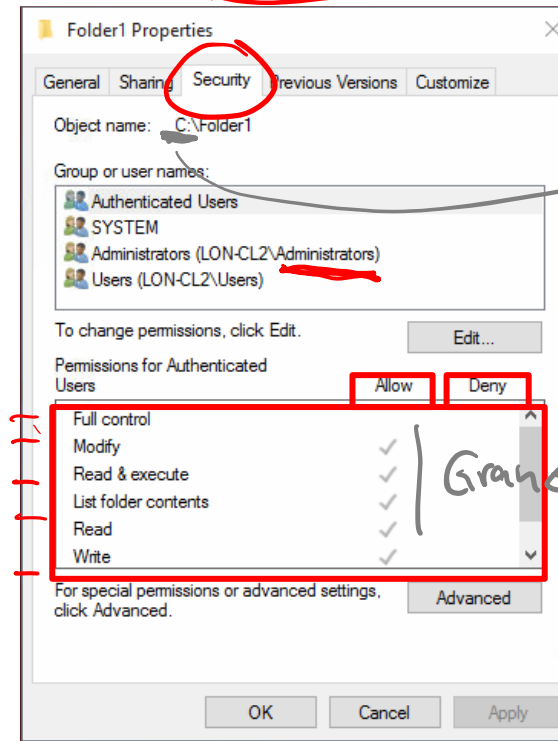 Folder1 Properties
General Sharing Security Previous Versions Customize
Object name: C:\Folder1
Group or user names:
Authenticated Users
SYSTEM
Administrators (LON-CL2\Administrators)
Users (LON-CL2\Users)
To change permissions, click Edit.
Edit...
Permissions for Authenticated
Users Allow Deny
Full control
Modify
Read & execute
List folder contents
Read
Write
For special permissions or advanced settings,
click Advanced.
Advanced
OK Cancel Apply